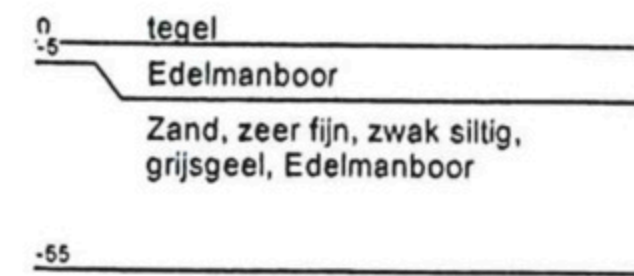 0 tegel
-5
Edelmanboor
Zand, zeer fijn, zwak siltig,
grijsgeel, Edelmanboor
-55